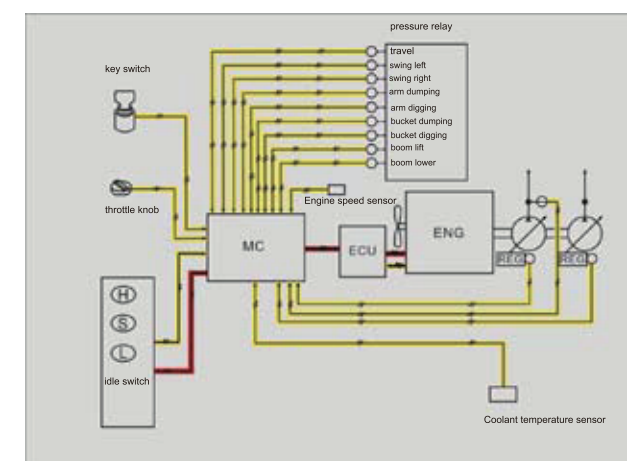 pressure relay
travel
key switch
swing left
swing right
arm dumping
arm digging
bucket dumping
bucket digging
boom lift
boom lower
throttle knob
Engine speed sensor
MC
ECU
ENG
REG
REG
H
S
L
idle switch
Coolant temperature sensor